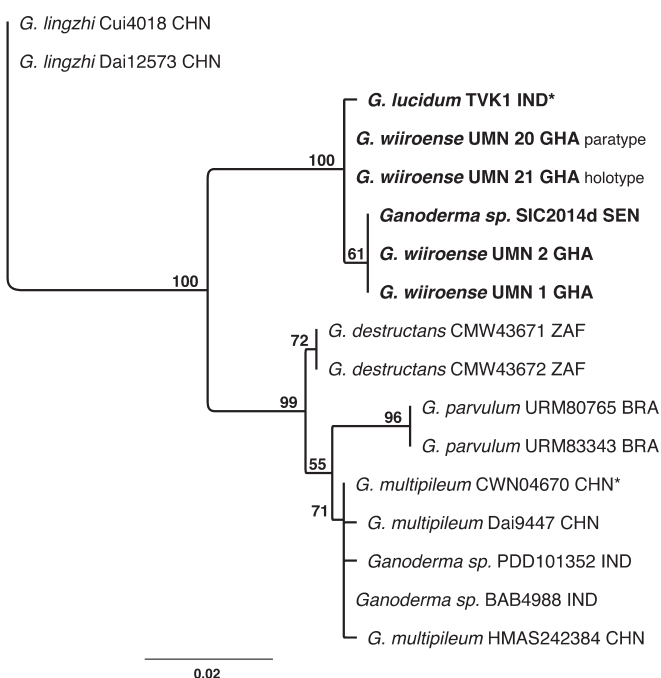 G. lingzhi Cui4018 CHN
G. lingzhi Dai12573 CHN
G. lucidum TVK1 IND*
G. wiiroense UMN 20 GHA paratype
100
G. wiiroense UMN 21 GHA holotype
Ganoderma sp. SIC2014d SEN
61 G. wiiroense UMN 2 GHA
100
G. wiiroense UMN 1 GHA
G. destructans CMW43671 ZAF
72
G. destructans CMW43672 ZAF
99
G. parvulum URM80765 BRA
96
G. parvulum URM83343 BRA
55
G. multipileum CWN04670 CHN*
71
G. multipileum Dai9447 CHN
Ganoderma sp. PDD101352 IND
Ganoderma sp. BAB4988 IND
G. multipileum HMAS242384 CHN
0.02